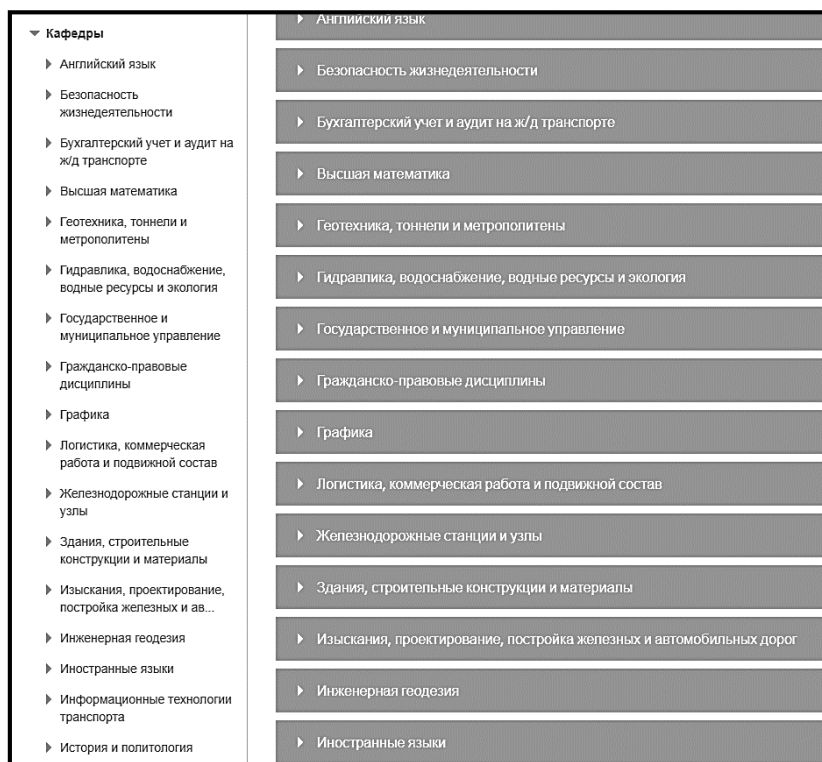 Кафедры
Английский язык
Безопасность
жизнедеятельности
Бухгалтерский учет и аудит на
ж/д транспорте
Высшая математика
Геотехника, тоннели и
метрополитены
Гидравлика, водоснабжение,
водные ресурсы и экология
Государственное и
муниципальное управление
Гражданско-правовые
дисциплины
Графика
Логистика, коммерческая
работа и подвижной состав
Железнодорожные станции и
узлы
Здания, строительные
конструкции и материалы
Изыскания, проектирование,
постройка железных и ав...
Инженерная геодезия
Иностранные языки
Информационные технологии
транспорта
История и политология
Английский язык
Безопасность жизнедеятельности
Бухгалтерский учет и аудит на ж/д транспорте
Высшая математика
Геотехника, тоннели и метрополитены
Гидравлика, водоснабжение, водные ресурсы и экология
Государственное и муниципальное управление
Гражданско-правовые дисциплины
Графика
Логистика, коммерческая работа и подвижной состав
Железнодорожные станции и узлы
Здания, строительные конструкции и материалы
Изыскания, проектирование, постройка железных и автомобильных дорог
Инженерная геодезия
Иностранные языки